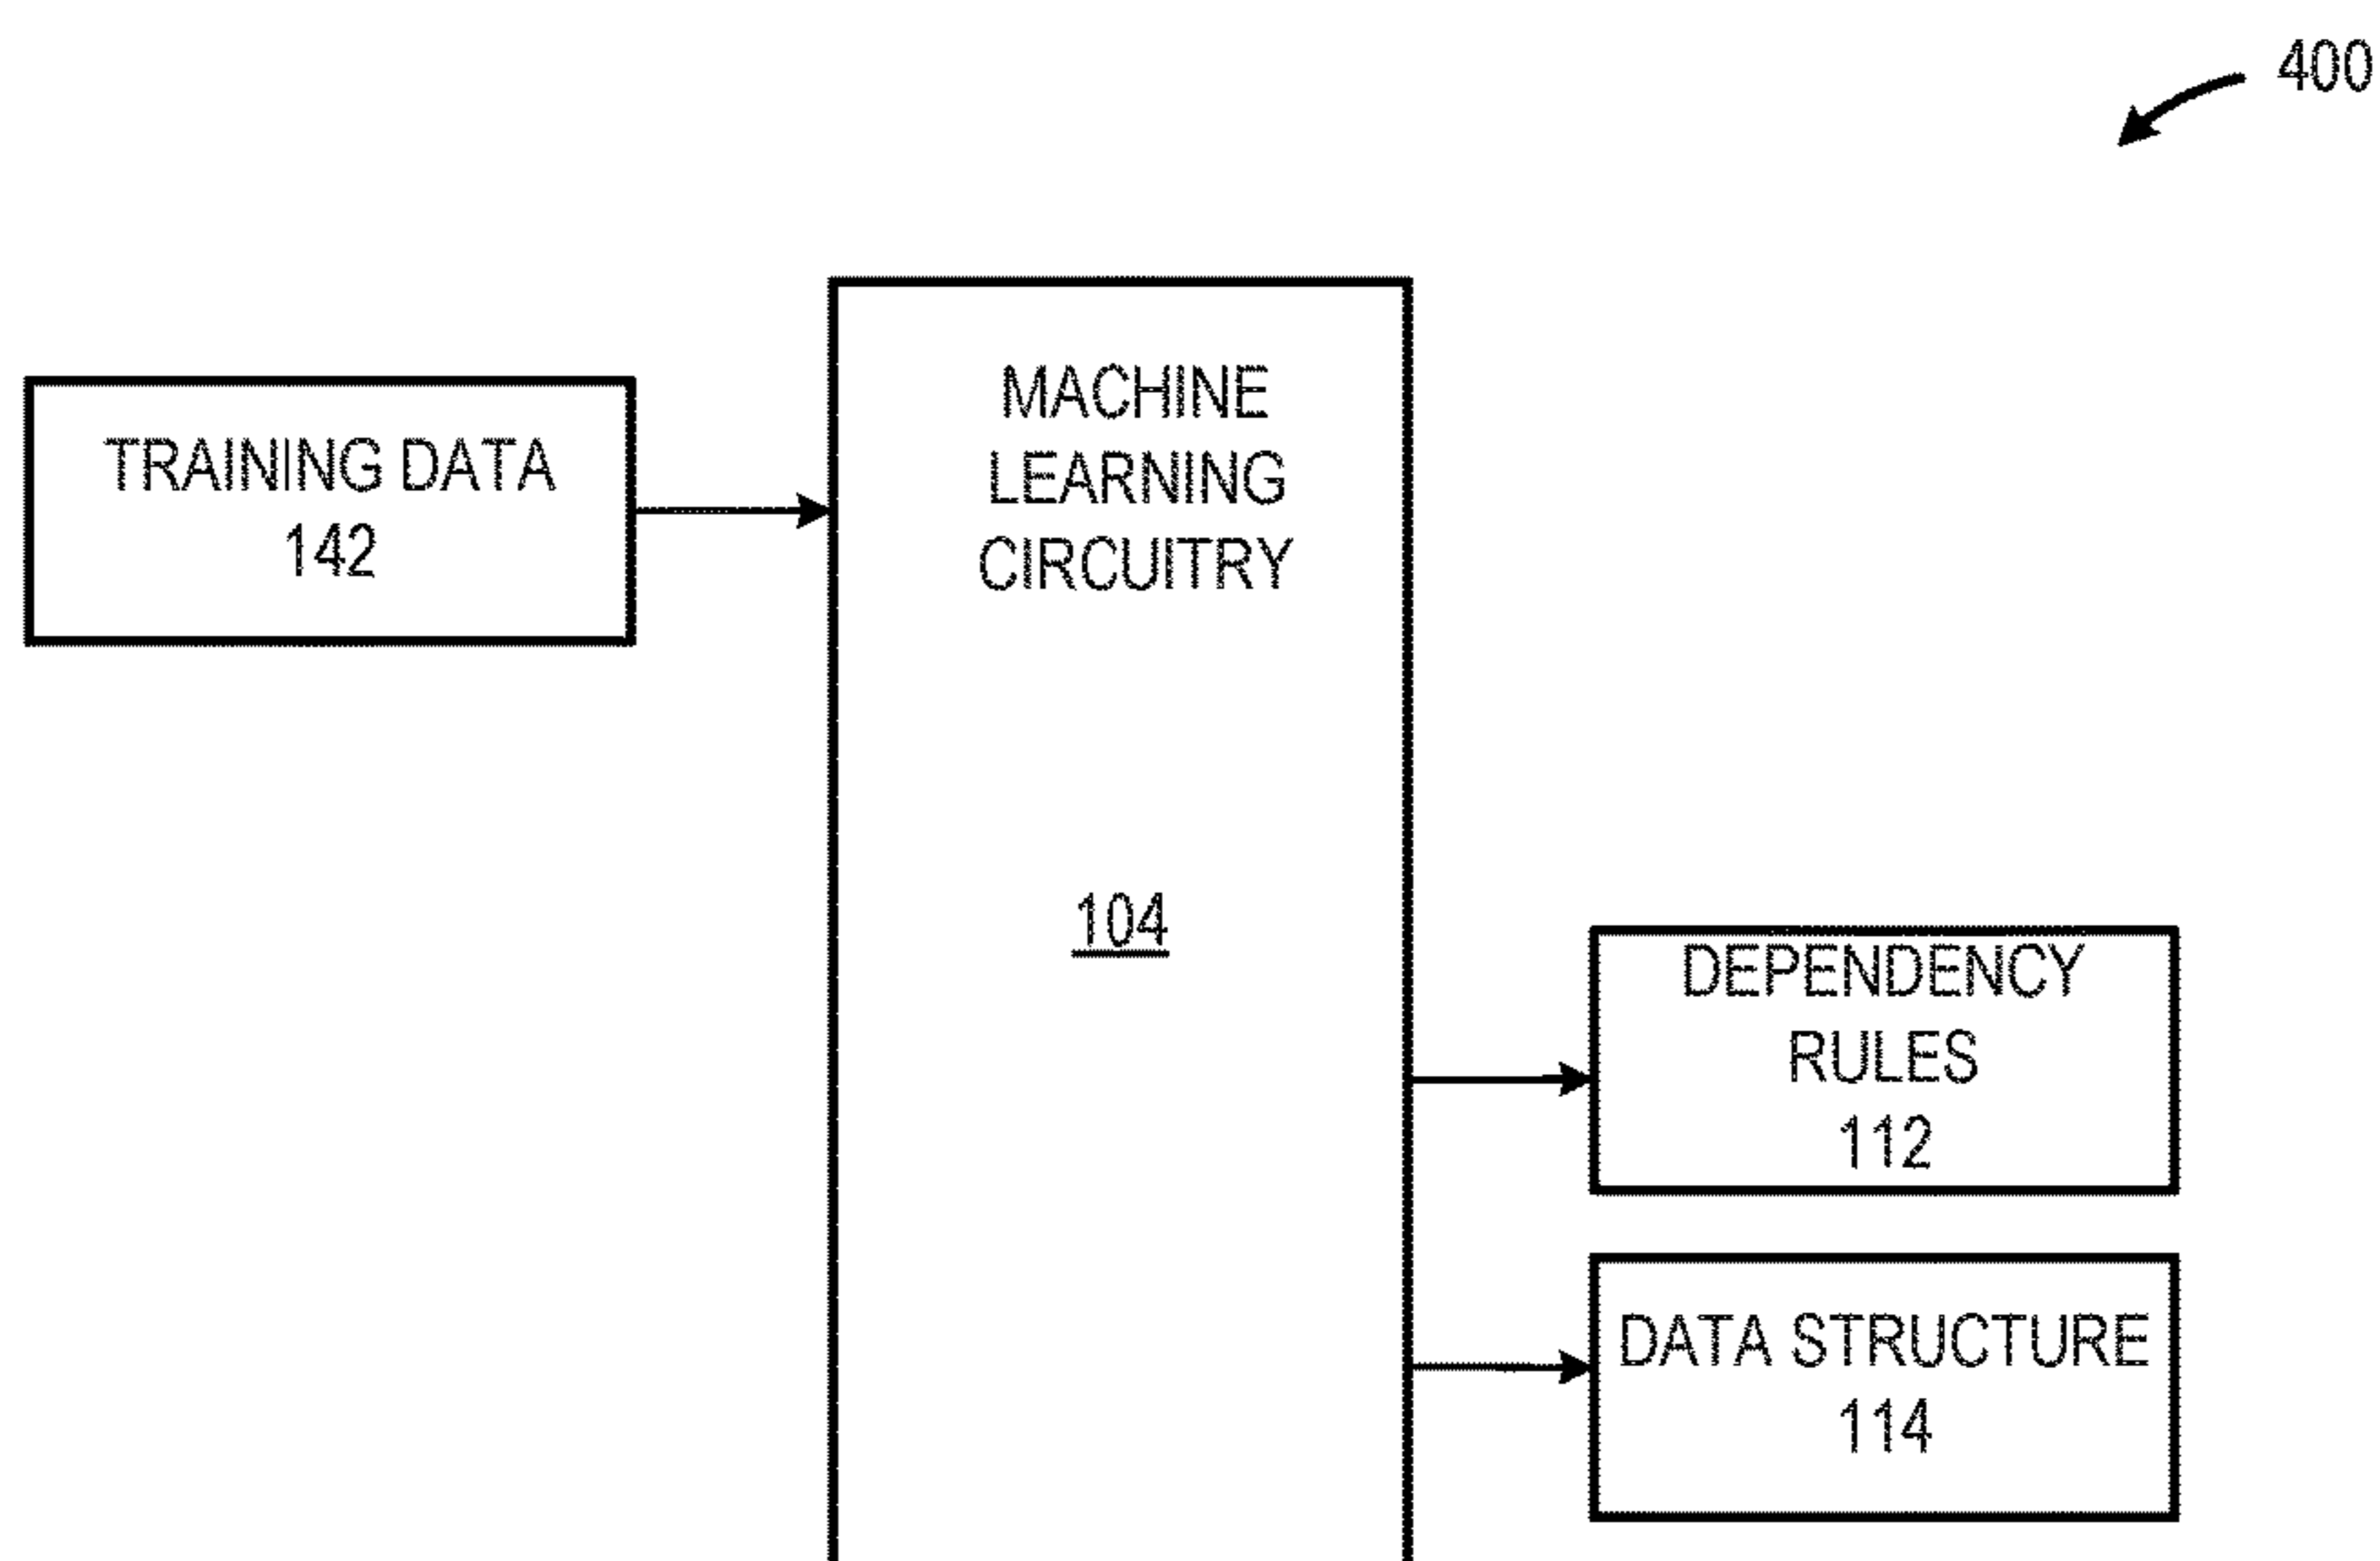 400
TRAINING DATA
142
MACHINE
LEARNING
CIRCUITRY
104
DEPENDENCY
RULES
112
DATA STRUCTURE
114